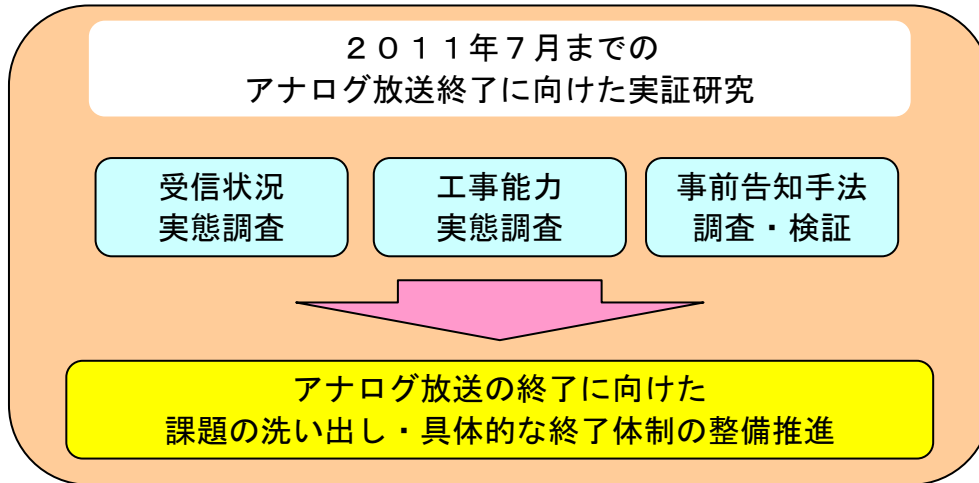 ２０１１年７月までの
アナログ放送終了に向けた実証研究
受信状況
実態調査
工事能力
実態調査
事前告知手法
調査・検証
アナログ放送の終了に向けた
課題の洗い出し・具体的な終了体制の整備推進